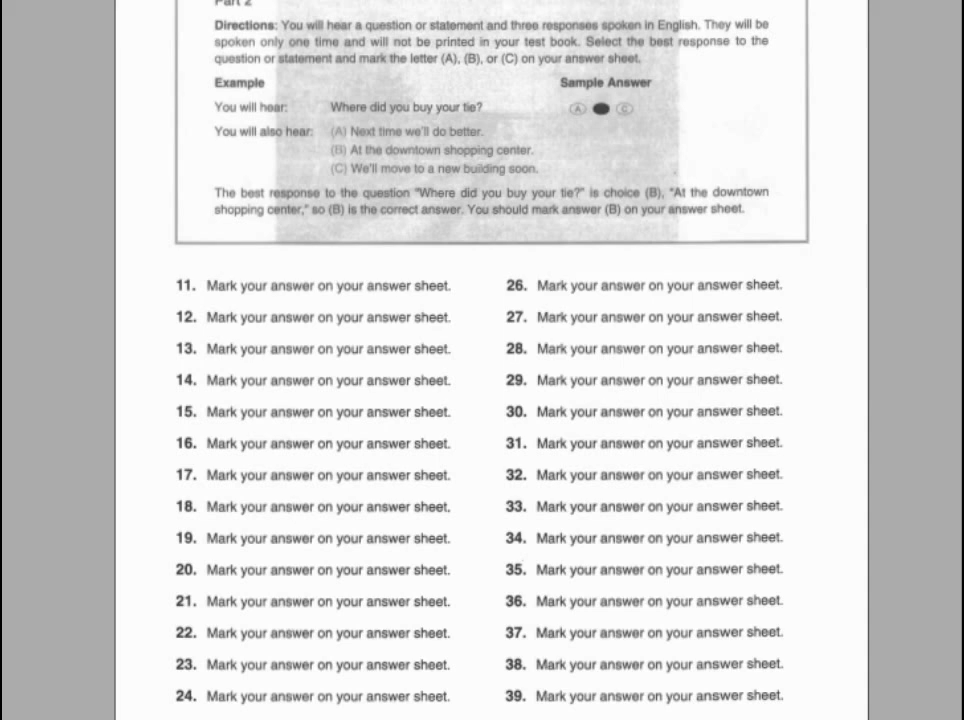 Part 2
Directions: You will hear a question or statement and three responses spoken in English. They will be
spoken only one time and will not be printed in your test book. Select the best response to the
question or statement and mark the letter (A), (B), or (C) on your answer sheet.
Example Sample Answer
You will hear: Where did you buy your tie? (A) (C)
You will also hear: (A) Next time we'll do better.
(B) At the downtown shopping center.
(C) We'll move to a new building soon.
The best response to the question "Where did you buy your tie?" is choice (B), "At the downtown
shopping center," so (B) is the correct answer. You should mark answer (B) on your answer sheet.
11. Mark your answer on your answer sheet.
12. Mark your answer on your answer sheet.
13. Mark your answer on your answer sheet.
14. Mark your answer on your answer sheet.
15. Mark your answer on your answer sheet.
16. Mark your answer on your answer sheet.
17. Mark your answer on your answer sheet.
18. Mark your answer on your answer sheet.
19. Mark your answer on your answer sheet.
20. Mark your answer on your answer sheet.
21. Mark your answer on your answer sheet.
22. Mark your answer on your answer sheet.
23. Mark your answer on your answer sheet.
24. Mark your answer on your answer sheet.
26. Mark your answer on your answer sheet.
27. Mark your answer on your answer sheet.
28. Mark your answer on your answer sheet.
29. Mark your answer on your answer sheet.
30. Mark your answer on your answer sheet.
31. Mark your answer on your answer sheet.
32. Mark your answer on your answer sheet.
33. Mark your answer on your answer sheet.
34. Mark your answer on your answer sheet.
35. Mark your answer on your answer sheet.
36. Mark your answer on your answer sheet.
37. Mark your answer on your answer sheet.
38. Mark your answer on your answer sheet.
39. Mark your answer on your answer sheet.